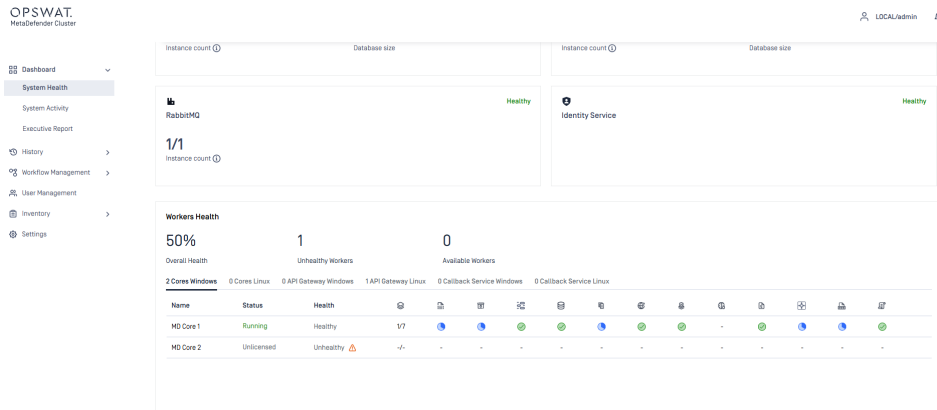 OPSWAT.
MetaDefender Cluster
LOCAL/admin
Instance count
Database size
Instance count
Database size
Dashboard
System Health
System Activity
Executive Report
History
Workflow Management
User Management
Inventory
Settings
RabbitMQ
Healthy
1/1
Instance count
Identity Service
Healthy
Workers Health
50%
1
0
Overall Health
Unhealthy Workers
Available Workers
2 Cores Windows
0 Cores Linux
0 API Gateway Windows
1 API Gateway Linux
0 Callback Service Windows
0 Callback Service Linux
Name Status Health
MD Core 1 Running Healthy 1/7 -
MD Core 2 Unlicensed Unhealthy -/- - - - - - - - - - - - -